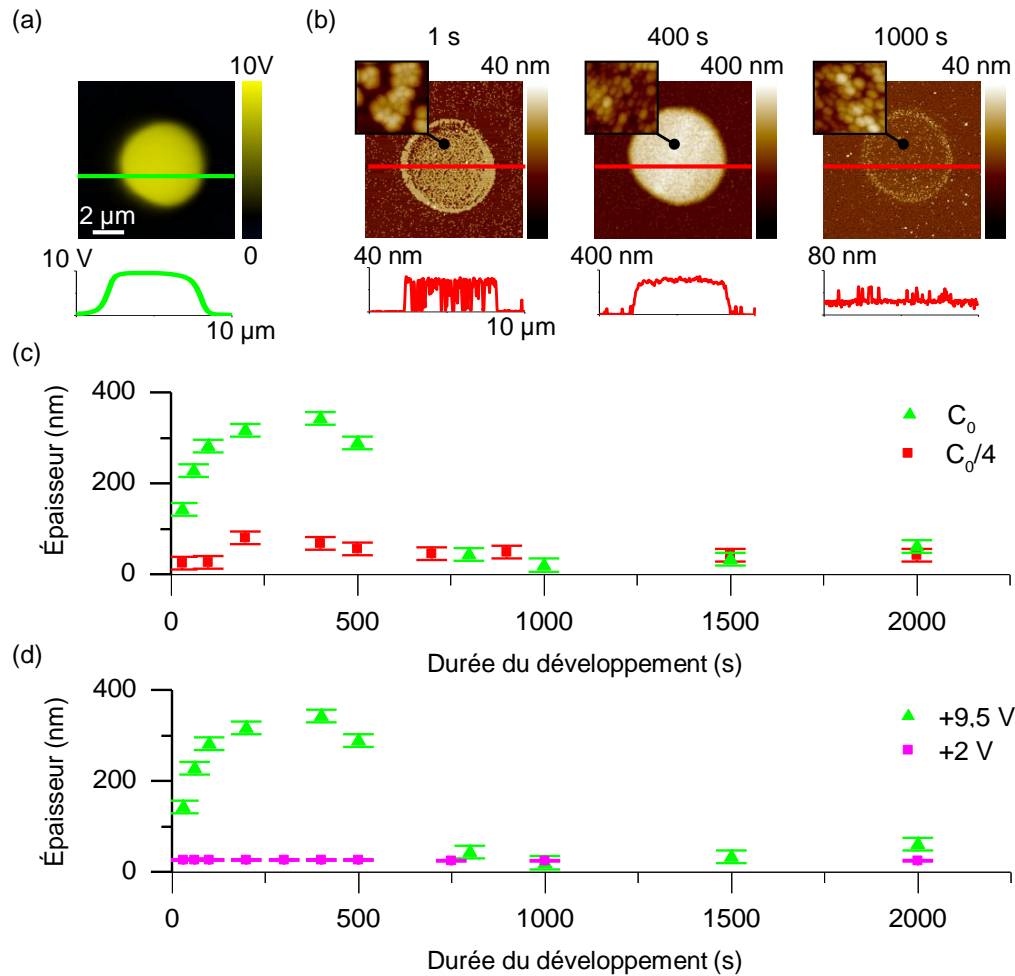 (a)
10V
2 µm
0
10 V
10 µm
(b)
1 s
400 s
1000 s
40 nm
400 nm
40 nm
40 nm
400 nm
80 nm
10 µm
(c)
Épaisseur (nm)
400
200
0
C0
C0/4
0
500
1000
1500
2000
Durée du développement (s)
(d)
Épaisseur (nm)
400
200
0
+9,5 V
+2 V
0
500
1000
1500
2000
Durée du développement (s)